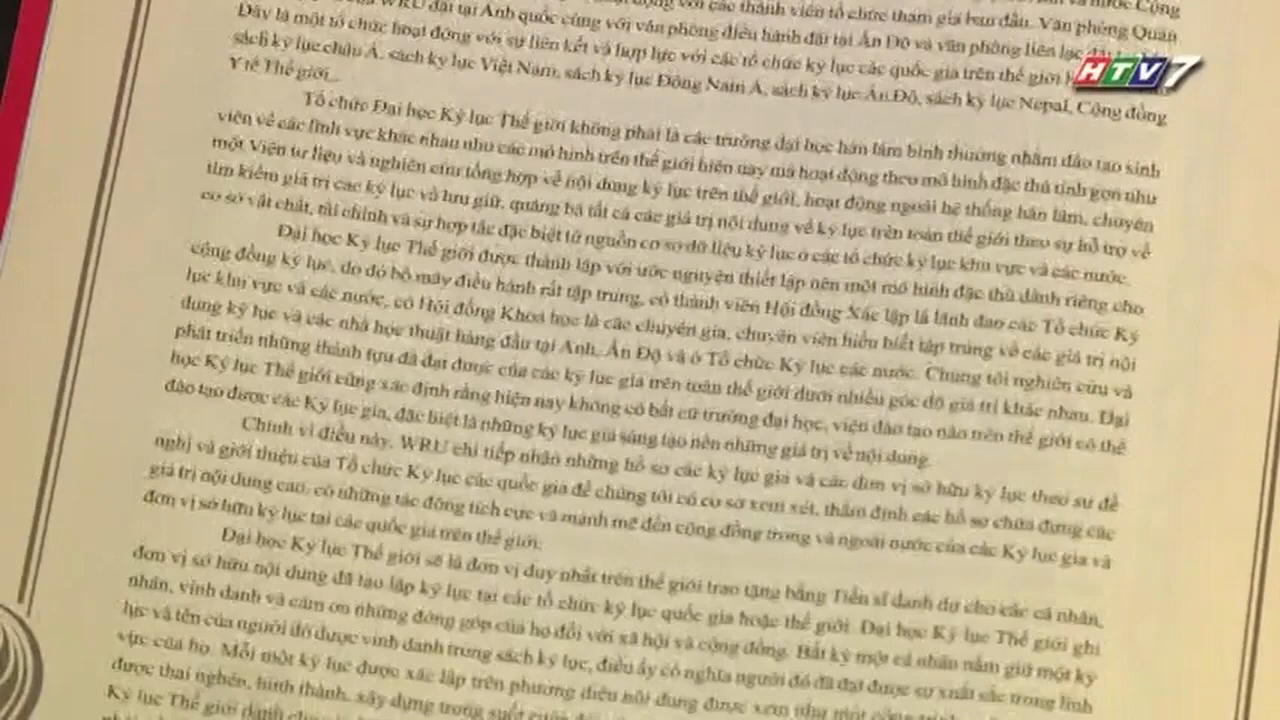 của WRU đặt tại Anh quốc cùng với văn phòng điều hành đặt tại Ấn Độ và văn phòng liên lạc
Đây là một tổ chức hoạt động với sự liên kết và hợp lực với các tổ chức kỷ lục các quốc gia trên thế giới
sách kỷ lục châu Á, sách kỷ lục Việt Nam, sách kỷ lục Đông Nam Á, sách kỷ lục Ấn Độ, sách kỷ lục Nepal, Cộng đồng
Y tế Thế giới...
HTV7
Tổ chức Đại học Kỷ lục Thế giới không phải là các trường đại học hàn lâm bình thường nhằm đào tạo sinh
viên về các lĩnh vực khác nhau như các mô hình trên thế giới hiện nay mà hoạt động theo mô hình đặc thù tinh gọn như
một Viện tư liệu và nghiên cứu tổng hợp về nội dung kỷ lục trên thế giới, hoạt động ngoài hệ thống hàn lâm, chuyên
tìm kiếm giá trị các kỷ lục và lưu giữ, quảng bá tất cả các giá trị nội dung về kỷ lục trên toàn thế giới theo sự hỗ trợ về
cơ sở vật chất, tài chính và sự hợp tác đặc biệt từ nguồn cơ sở dữ liệu kỷ lục ở các tổ chức kỷ lục khu vực và các nước.
Đại học Kỷ lục Thế giới được thành lập với ước nguyện thiết lập nên một mô hình đặc thù dành riêng cho
cộng đồng kỷ lục, do đó bộ máy điều hành rất tập trung, có thành viên Hội đồng Xác lập là lãnh đạo các Tổ chức Kỷ
lục khu vực và các nước, có Hội đồng Khoa học là các chuyên gia, chuyên viên hiểu biết tập trung về các giá trị nội
dung kỷ lục và các nhà học thuật hàng đầu tại Anh, Ấn Độ và ở Tổ chức Kỷ lục các nước. Chúng tôi nghiên cứu và
phát triển những thành tựu đã đạt được của các kỷ lục gia trên toàn thế giới dưới nhiều góc độ giá trị khác nhau. Đại
học Kỷ lục Thế giới cũng xác định rằng hiện nay không có bất cứ trường đại học, viện đào tạo nào trên thế giới có thể
đào tạo được các Kỷ lục gia, đặc biệt là những kỷ lục gia sáng tạo nên những giá trị về nội dung.
Chính vì điều này, WRU chỉ tiếp nhận những hồ sơ các kỷ lục gia và các đơn vị sở hữu kỷ lục theo sự đề
nghị và giới thiệu của Tổ chức Kỷ lục các quốc gia để chúng tôi có cơ sở xem xét, thẩm định các hồ sơ chứa đựng các
giá trị nội dung cao, có những tác động tích cực và mạnh mẽ đến cộng đồng trong và ngoài nước của các Kỷ lục gia và
đơn vị sở hữu kỷ lục tại các quốc gia trên thế giới.
Đại học Kỷ lục Thế giới sẽ là đơn vị duy nhất trên thế giới trao tặng bằng Tiến sĩ danh dự cho các cá nhân,
đơn vị sở hữu nội dung đã tạo lập kỷ lục tại các tổ chức kỷ lục quốc gia hoặc thế giới. Đại học Kỷ lục Thế giới ghi
nhận, vinh danh và cảm ơn những đóng góp của họ đối với xã hội và cộng đồng. Bất kỳ một cá nhân nắm giữ một kỷ
lục và tên của người đó được vinh danh trong sách kỷ lục, điều ấy có nghĩa người đó đã đạt được sự xuất sắc trong lĩnh
vực của họ. Mỗi một kỷ lục được xác lập trên phương diện nội dung được xem như một công
được thai nghén, hình thành, xây dựng trong suốt
Kỷ lục Thế giới